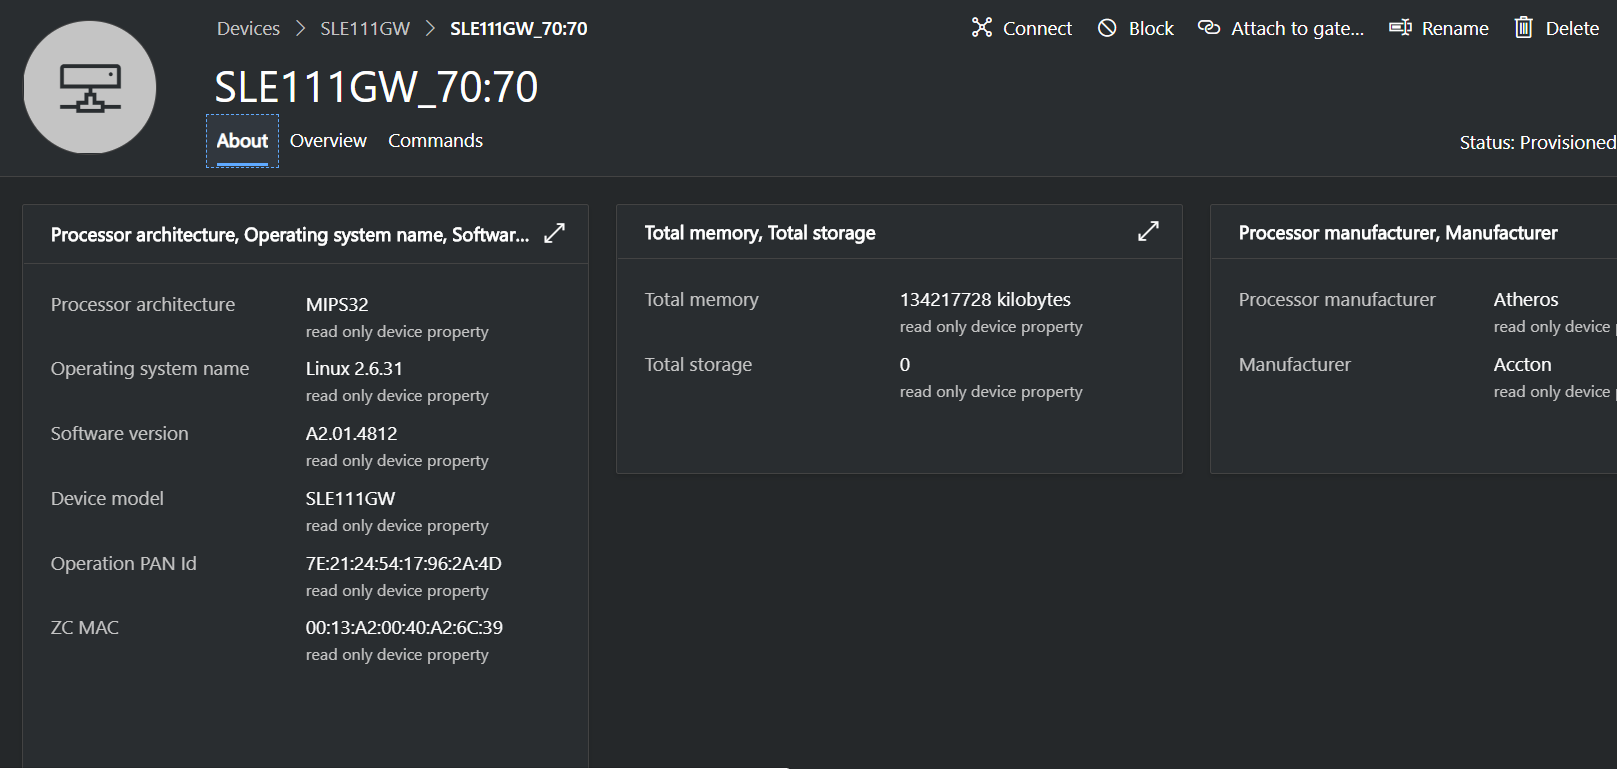 Devices > SLE111GW > SLE111GW_70:70
Connect Block Attach to gate... Rename Delete
SLE111GW_70:70
About Overview Commands
Status: Provisioned
Processor architecture, Operating system name, Softwar...
Processor architecture MIPS32
read only device property
Operating system name Linux 2.6.31
read only device property
Software version A2.01.4812
read only device property
Device model SLE111GW
read only device property
Operation PAN Id 7E:21:24:54:17:96:2A:4D
read only device property
ZC MAC 00:13:A2:00:40:A2:6C:39
read only device property
Total memory, Total storage
Total memory 134217728 kilobytes
read only device property
Total storage 0
read only device property
Processor manufacturer, Manufacturer
Processor manufacturer Atheros
read only device
Manufacturer Accton
read only device